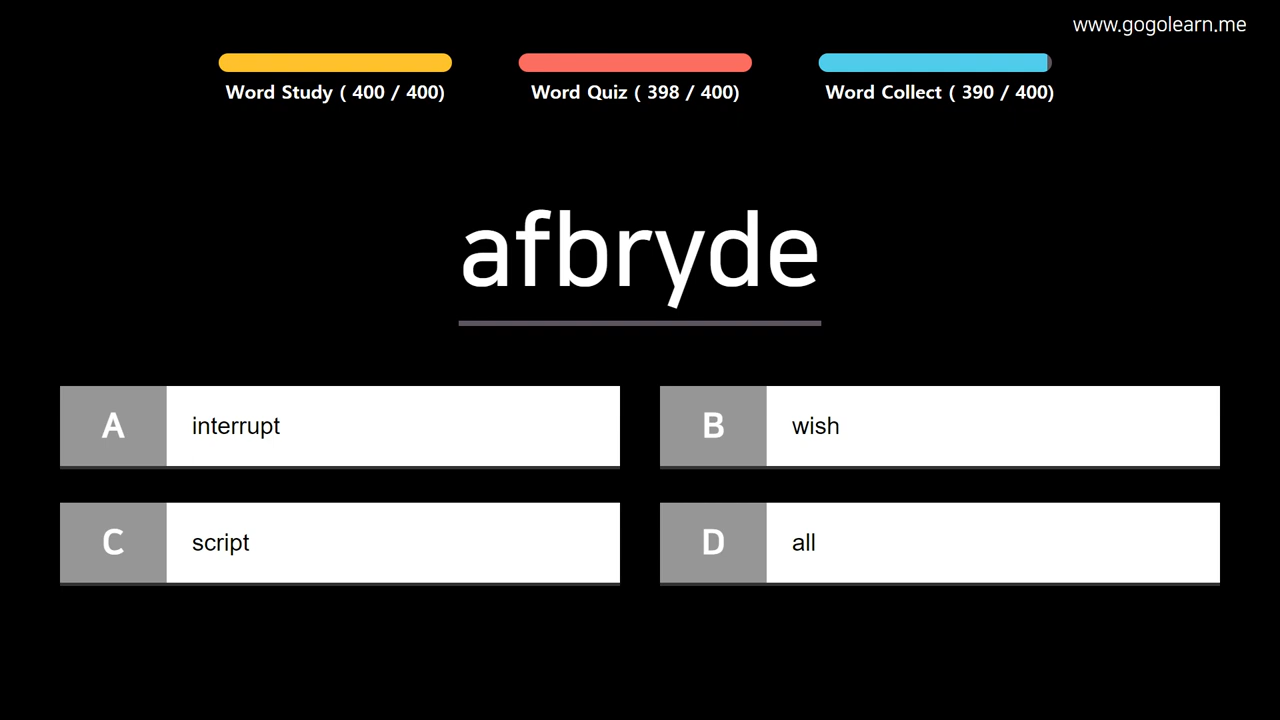 www.gogolearn.me
Word Study ( 400 / 400)
Word Quiz ( 398 / 400)
Word Collect ( 390 / 400)
afbryde
A interrupt
B wish
C script
D all